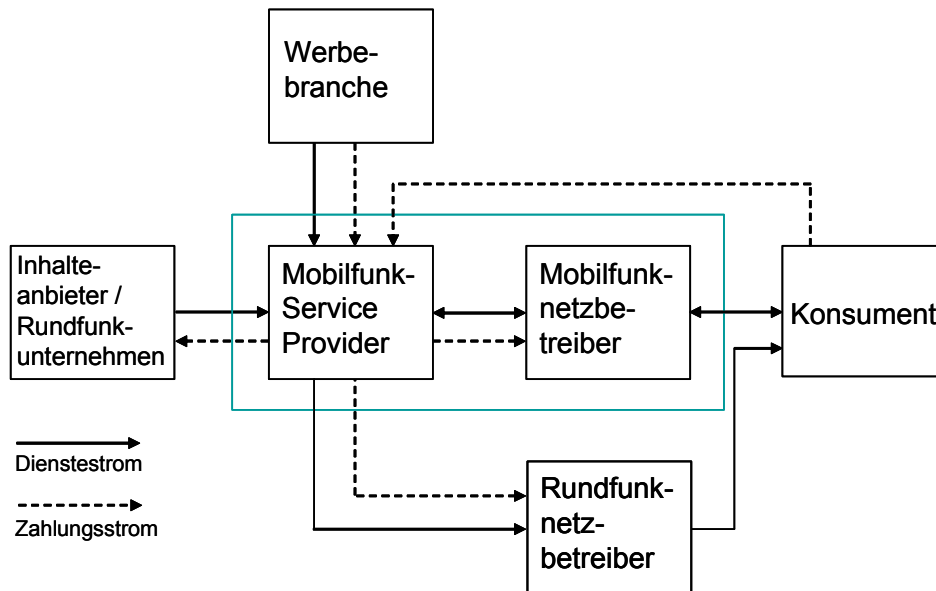 Werbe-
branche
Inhalte-
anbieter /
Rundfunk-
unternehmen
Mobilfunk-
Service
Provider
Mobilfunk-
netzbe-
treiber
Konsument
Dienstestrom
Zahlungsstrom
Rundfunk-
netz-
betreiber